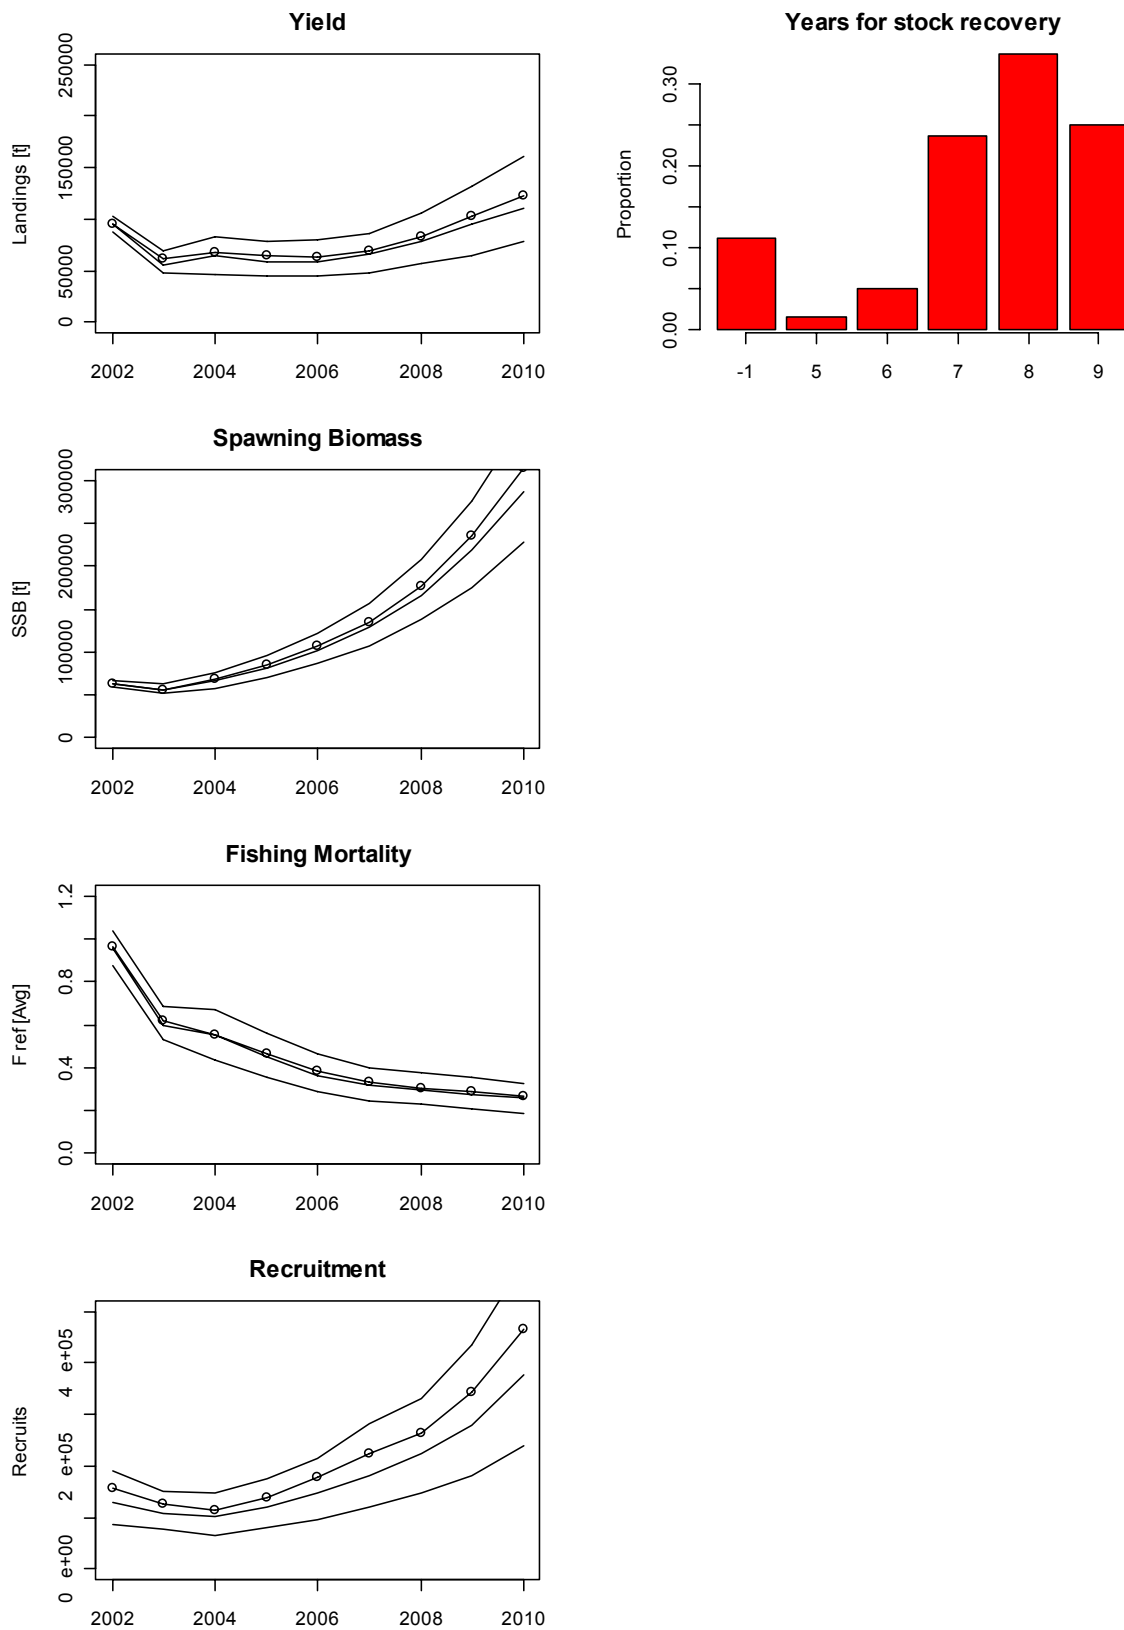 Yield
Landings [t]
250000
150000
50000
0
2002 2004 2006 2008 2010
Years for stock recovery
Proportion
0.30
0.20
0.10
0.00
-1 5 6 7 8 9
Spawning Biomass
SSB [t]
300000
200000
100000
0
2002 2004 2006 2008 2010
Fishing Mortality
F ref [Avg]
1.2
0.8
0.4
0.0
2002 2004 2006 2008 2010
Recruitment
Recruits
4 e+05
2 e+05
0 e+00
2002 2004 2006 2008 2010